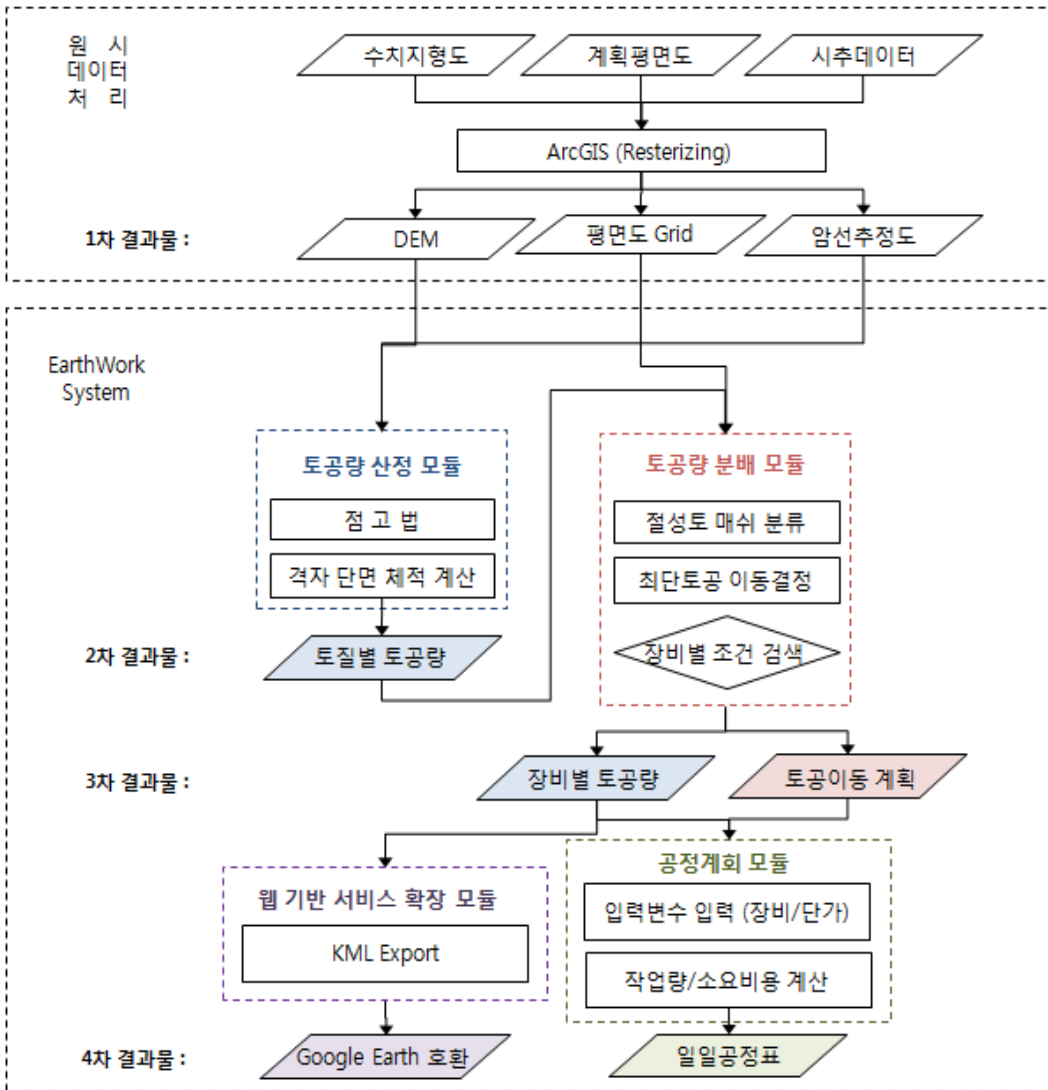 원 시
데이터
처 리
수치지형도
계획평면도
시추데이터
ArcGIS (Resterizing)
1차 결과물 :
DEM
평면도 Grid
암선추정도
EarthWork
System
토공량 산정 모듈
점 고 법
격자 단면 체적 계산
토공량 분배 모듈
절성토 매쉬 분류
최단토공 이동결정
장비별 조건 검색
2차 결과물 :
토질별 토공량
3차 결과물 :
장비별 토공량
토공이동 계획
웹 기반 서비스 확장 모듈
KML Export
공정계회 모듈
입력변수 입력 (장비/단가)
작업량/소요비용 계산
4차 결과물 :
Google Earth 호환
일일공정표